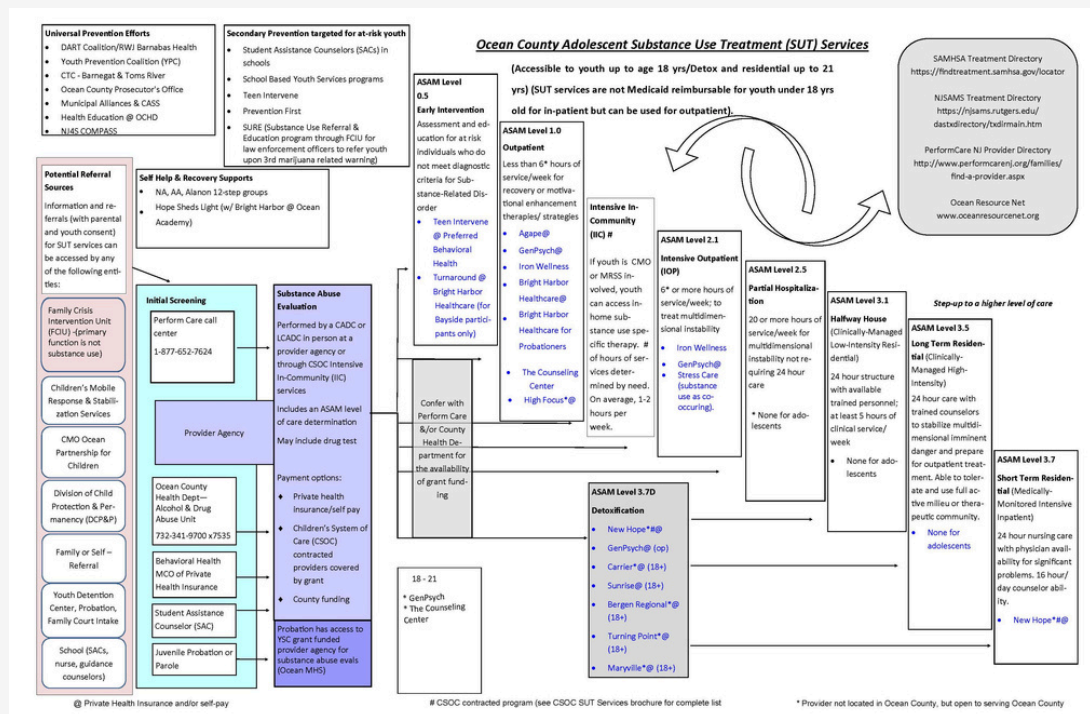 Universal Prevention Efforts
• DART Coalition/RWJ Barnabas Health
• Youth Prevention Coalition (YPC)
• CTC - Barnegat & Toms River
• Ocean County Prosecutor's Office
• Municipal Alliances & CASS
• Health Education @ OCHD
• NJ4S COMPASS
Secondary Prevention targeted for at-risk youth
• Student Assistance Counselors (SACs) in
schools
• School Based Youth Services programs
• Teen Intervene
• Prevention First
• SURE (Substance Use Referral &
Education program through FCIU for
law enforcement officers to refer youth
upon 3rd marijuana related warning)
Ocean County Adolescent Substance Use Treatment (SUT) Services
(Accessible to youth up to age 18 yrs/Detox and residential up to 21
yrs) (SUT services are not Medicaid reimbursable for youth under 18 yrs
old for in-patient but can be used for outpatient).
SAMHSA Treatment Directory
https://findtreatment.samhsa.gov/locator
NJSAMS Treatment Directory
https://njsams.rutgers.edu/
dastxdirectory/txdirmain.htm
PerformCare NJ Provider Directory
http://www.performcarenj.org/families/
find-a-provider.aspx
Ocean Resource Net
www.oceanresourcenet.org
Potential Referral
Sources
Information and re-
ferrals (with parental
and youth consent)
for SUT services can
be accessed by any
of the following enti-
ties:
Family Crisis
Intervention Unit
(FCIU) -(primary
function is not
substance use)
Children's Mobile
Response & Stabili-
zation Services
CMO Ocean
Partnership for
Children
Division of Child
Protection & Per-
manency (DCP&P)
Family or Self –
Referral
Youth Detention
Center, Probation,
Family Court Intake
School (SACs,
nurse, guidance
counselors)
Self Help & Recovery Supports
• NA, AA, Alanon 12-step groups
• Hope Sheds Light (w/ Bright Harbor @ Ocean
Academy)
Initial Screening
Perform Care call
center
1-877-652-7624
Provider Agency
Ocean County
Health Dept—
Alcohol & Drug
Abuse Unit
732-341-9700 x7535
Behavioral Health
MCO of Private
Health Insurance
Student Assistance
Counselor (SAC)
Juvenile Probation or
Parole
Substance Abuse
Evaluation
Performed by a CADC or
LCADC in person at a
provider agency or
through CSOC Intensive
In-Community (IIC)
services
Includes an ASAM level
of care determination
May include drug test
Payment options:
♦ Private health
Insurance/self pay
♦ Children's System of
Care (CSOC)
contracted
providers covered
by grant
♦ County funding
Probation has access to
YSC grant funded
provider agency for
substance abuse evals
(Ocean MHS)
ASAM Level
0.5
Early Intervention
Assessment and ed-
ucation for at risk
individuals who do
not meet diagnostic
criteria for Sub-
stance-Related Dis-
order
• Teen Intervene
@ Preferred
Behavioral
Health
• Turnaround @
Bright Harbor
Healthcare (for
Bayside partici-
pants only)
Confer with
Perform Care
&/or County
Health De-
partment for
the availability
of grant fund-
ing
18 - 21
* GenPsych
* The Counseling
Center
ASAM Level 1.0
Outpatient
Less than 6* hours of
service/week for
recovery or motiva-
tional enhancement
therapies/ strategies
• Agape@
• GenPsych@
• Iron Wellness
• Bright Harbor
Healthcare@
• Bright Harbor
Healthcare for
Probationers
• The Counseling
Center
• High Focus*@
Intensive In-
Community
(IIC) #
If youth is CMO
or MRSS in-
volved, youth
can access in-
home sub-
stance use spe-
cific therapy. #
of hours of ser-
vices deter-
mined by need.
On average, 1-2
hours per
week.
ASAM Level 2.1
Intensive Outpatient
(IOP)
6* or more hours of
service/week; to
treat multidimen-
sional instability
• Iron Wellness
• GenPsych@
• Stress Care (substance
use as co-
occuring).
ASAM Level 2.5
Partial Hospitaliza-
tion
20 or more hours of
service/week for
multidimensional
instability not re-
quiring 24 hour
care
* None for ado-
lescents
ASAM Level 3.1
Halfway House
(Clinically-Managed
Low-Intensity Resi-
dential)
24 hour structure
with available
trained personnel;
at least 5 hours of
clinical service/
week
• None for ado-
lescents
Step-up to a higher level of care
ASAM Level 3.5
Long Term Residen-
tial (Clinically-
Managed High-
Intensity)
24 hour care with
trained counselors
to stabilize multidi-
mensional imminent
danger and prepare
for outpatient treat-
ment. Able to toler-
ate and use full ac-
tive milieu or thera-
peutic community.
• None for
adolescents
ASAM Level 3.7
Short Term Residen-
tial (Medically-
Monitored Intensive
Inpatient)
24 hour nursing care
with physician avail-
ability for significant
problems. 16 hour/
day counselor abil-
ity.
• New Hope*#@
ASAM Level 3.7D
Detoxification
• New Hope*#@
• GenPsych@ (op)
• Carrier*@ (18+)
• Sunrise@ (18+)
• Bergen Regional*@
(18+)
• Turning Point*@
(18+)
• Maryville*@ (18+)
@ Private Health Insurance and/or self-pay
# CSOC contracted program (see CSOC SUT Services brochure for complete list
* Provider not located in Ocean County, but open to serving Ocean County